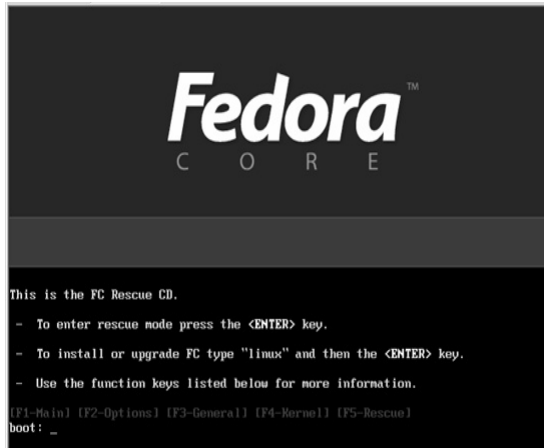 Fedora™
CORE
This is the FC Rescue CD.
- To enter rescue mode press the <ENTER> key.
- To install or upgrade FC type "linux" and then the <ENTER> key.
- Use the function keys listed below for more information.
[F1-Main] [F2-Options] [F3-General] [F4-Kernel] [F5-Rescue]
boot: _